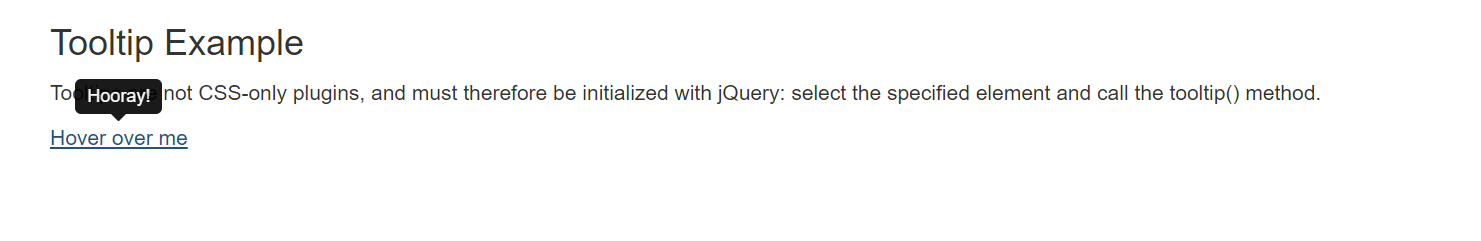 Tooltip Example
Too not CSS-only plugins, and must therefore be initialized with jQuery: select the specified element and call the tooltip() method.
Hooray!
Hover over me